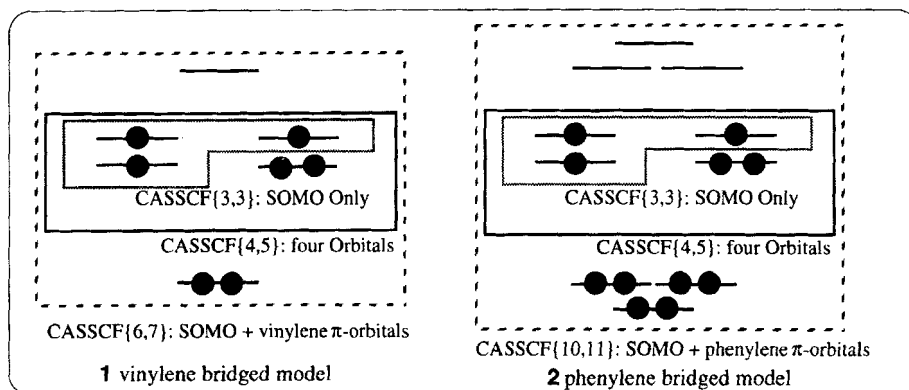 CASSCF{3,3}: SOMO Only
CASSCF{4,5}: four Orbitals
CASSCF{6,7}: SOMO + vinylene π-orbitals
1 vinylene bridged model
CASSCF{3,3}: SOMO Only
CASSCF{4,5}: four Orbitals
CASSCF{10,11}: SOMO + phenylene π-orbitals
2 phenylene bridged model